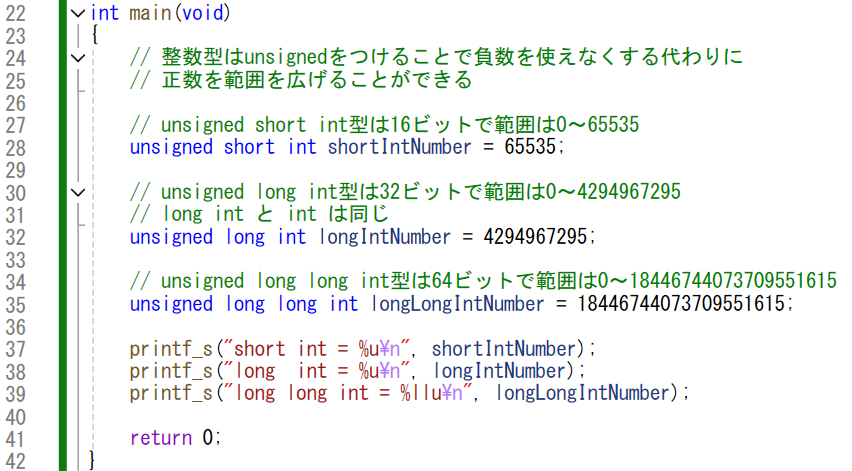 22 int main(void)
23 {
24 // 整数型はunsignedをつけることで負数を使えなくする代わりに
25 // 正数を範囲を広げることができる
26
27 // unsigned short int型は16ビットで範囲は0～65535
28 unsigned short int shortIntNumber = 65535;
29
30 // unsigned long int型は32ビットで範囲は0～4294967295
31 // long int と int は同じ
32 unsigned long int longIntNumber = 4294967295;
33
34 // unsigned long long int型は64ビットで範囲は0～18446744073709551615
35 unsigned long long int longLongIntNumber = 18446744073709551615;
36
37 printf_s("short int = %u¥n", shortIntNumber);
38 printf_s("long  int = %u¥n", longIntNumber);
39 printf_s("long long int = %llu¥n", longLongIntNumber);
40
41 return 0;
42 }